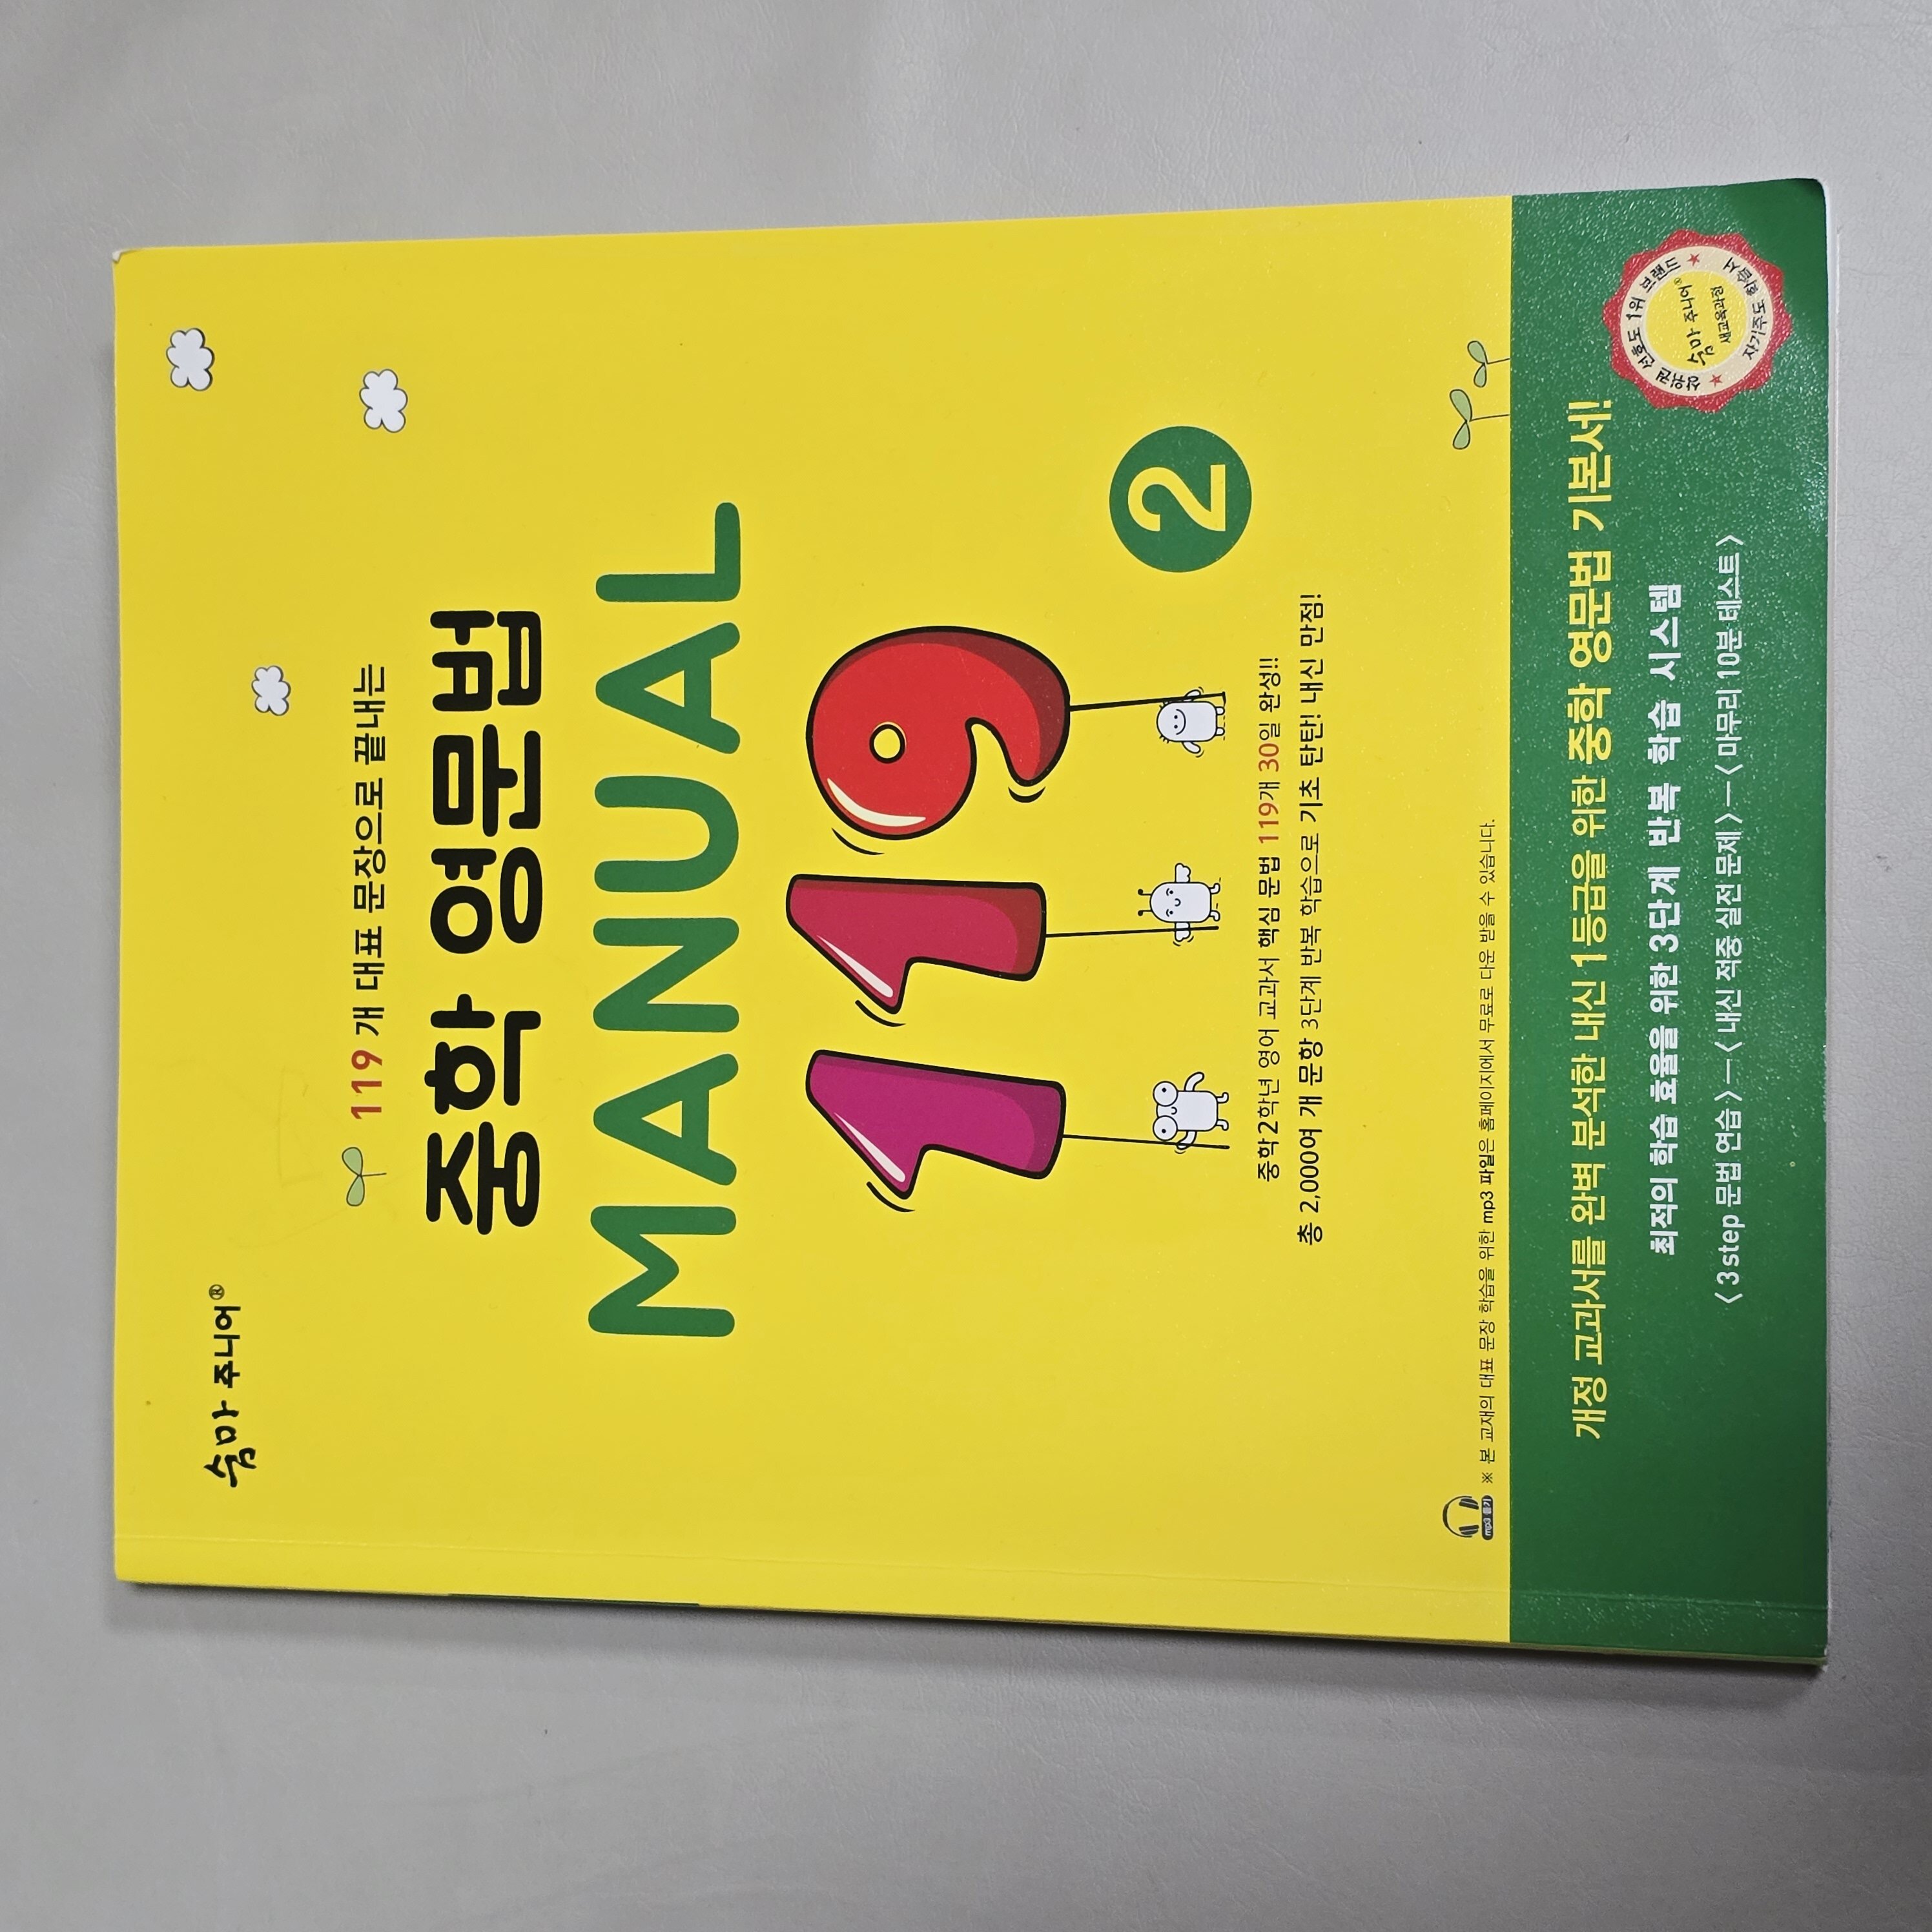 숨마 주니어®
119개 대표 문장으로 끝내는
중학 영문법
MANUAL
119
2
중학 2학년 영어 교과서 핵심 문법 119개 30일 완성!!
총 2,000여 개 문항 3단계 반복 학습으로 기초 탄탄! 내신 만점!
mp3 듣기
※ 본 교재의 대표 문장 학습을 위한 mp3 파일은 홈페이지에서 무료로 다운 받을 수 있습니다.
개정 교과서를 완벽 분석한 내신 1등급을 위한 중학 영문법 기본서!
최적의 학습 효율을 위한 3단계 반복 학습 시스템
<3 step 문법 연습>—<내신 적중 실전 문제>—<마무리 10분 테스트>
상위권 선호도 1위 브랜드
숨마 주니어®
새교육과정
자기주도 학습서